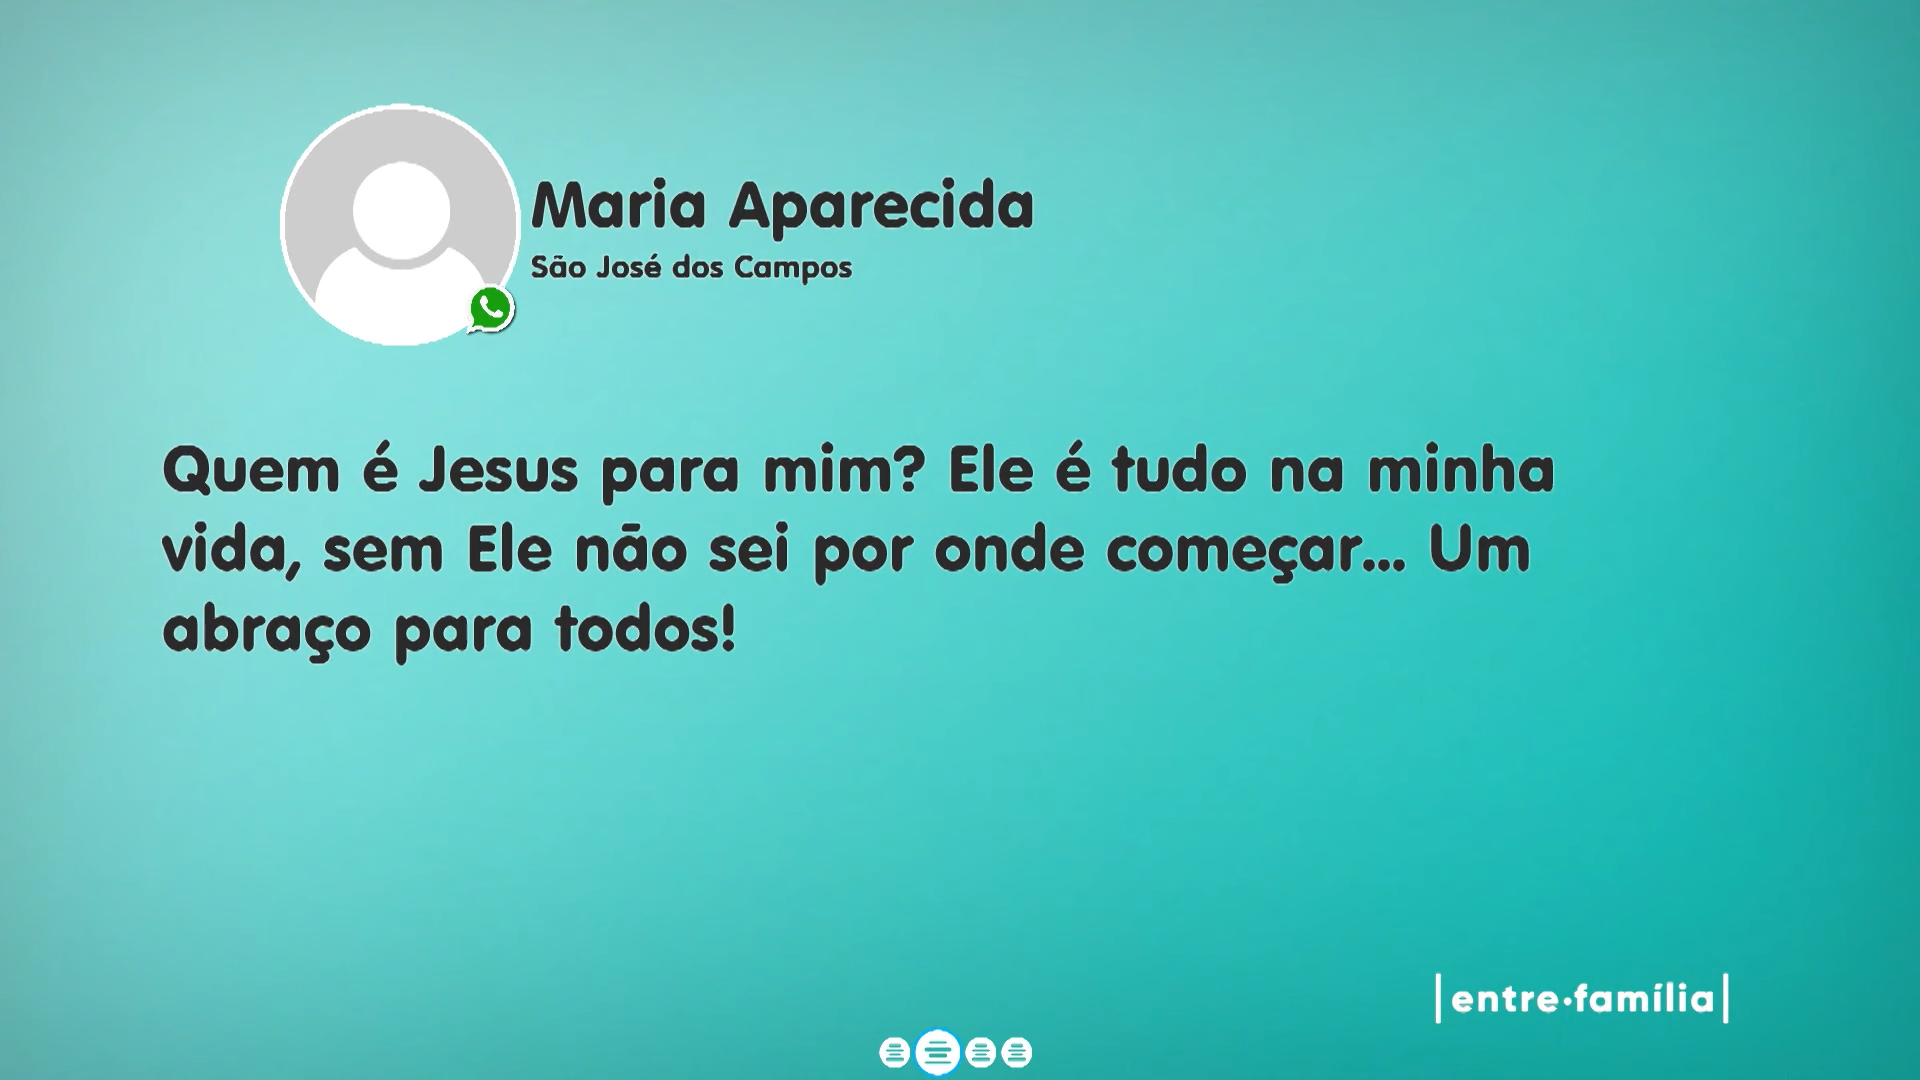 Maria Aparecida
São José dos Campos
Quem é Jesus para mim? Ele é tudo na minha
vida, sem Ele não sei por onde começar... Um
abraço para todos!
|entre•família|